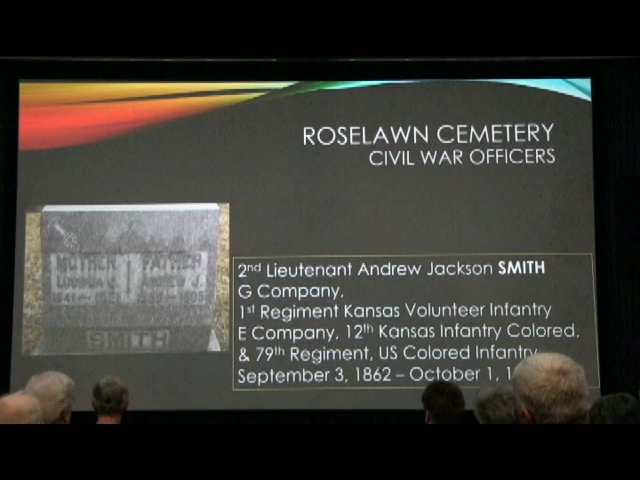 ROSELAWN CEMETERY
CIVIL WAR OFFICERS
MOTHER FATHER
SMITH
2nd Lieutenant Andrew Jackson SMITH
G Company,
1st Regiment Kansas Volunteer Infantry
E Company, 12th Kansas Infantry Colored,
& 79th Regiment, US Colored Infantry
September 3, 1862 – October 1,